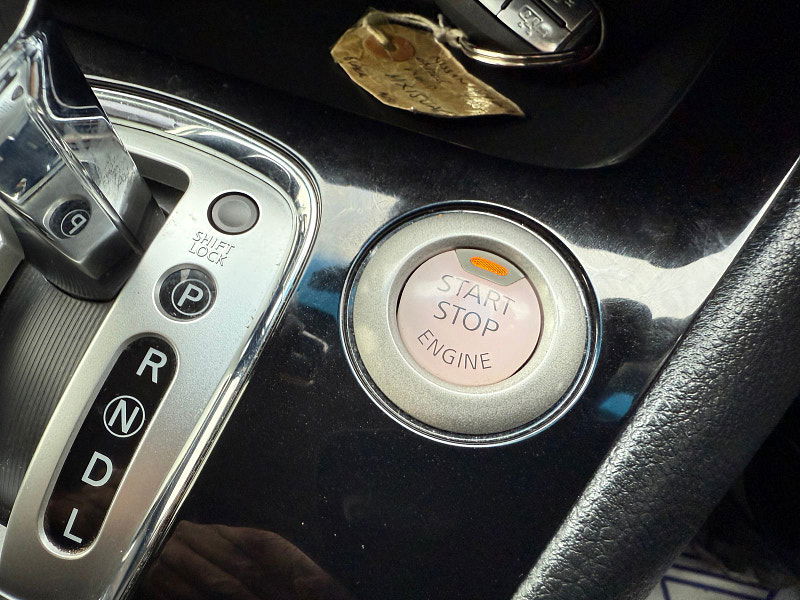 SHIFT
LOCK
P
R
N
D
L
START
STOP
ENGINE